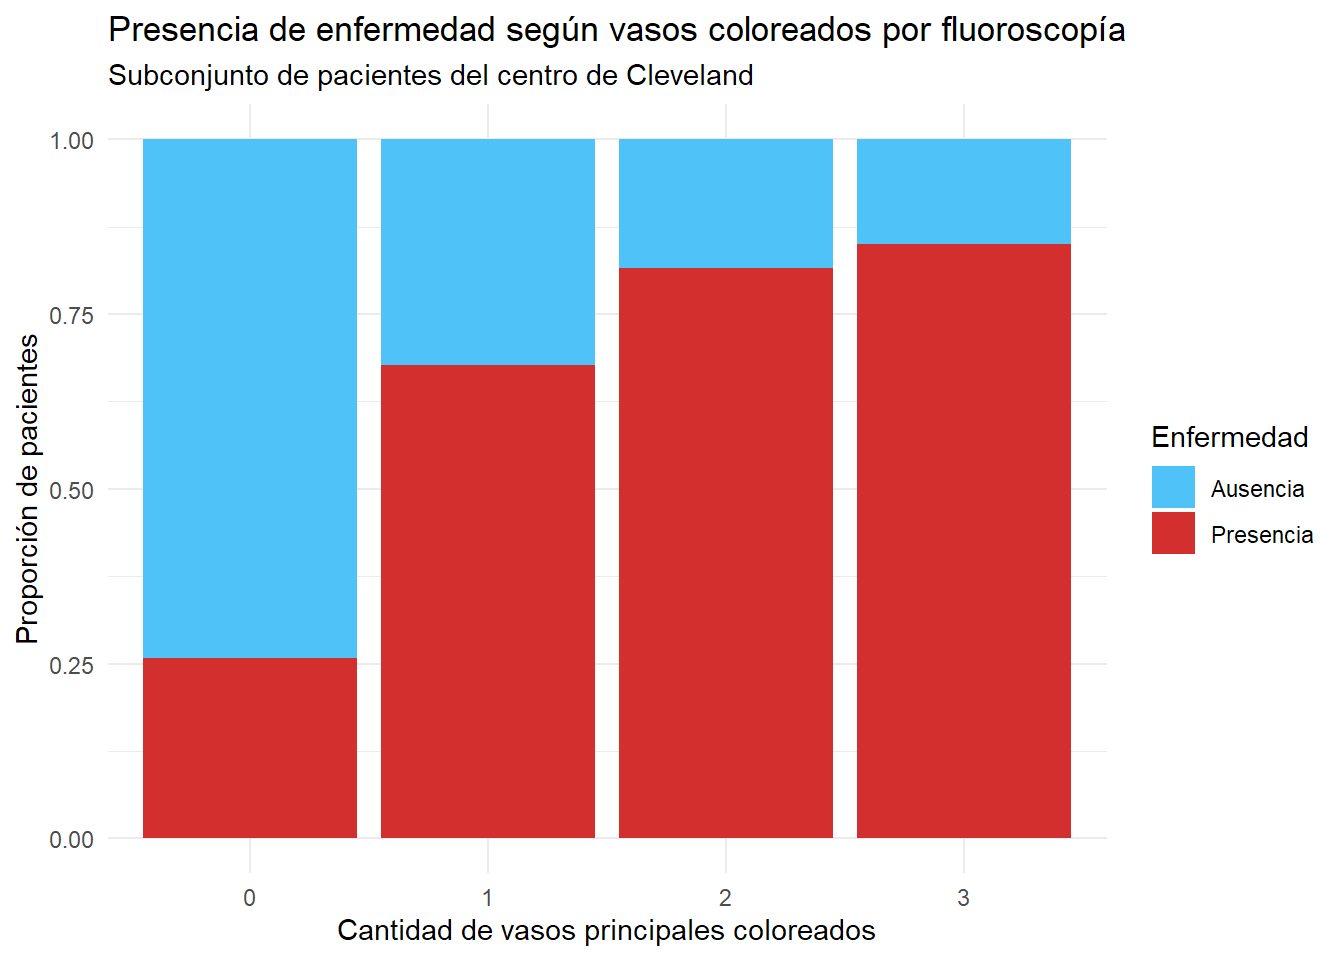 Presencia de enfermedad según vasos coloreados por fluoroscopía
Subconjunto de pacientes del centro de Cleveland
1.00
0.75
0.50
0.25
0.00
Proporción de pacientes
0 1 2 3
Cantidad de vasos principales coloreados
Enfermedad
Ausencia
Presencia